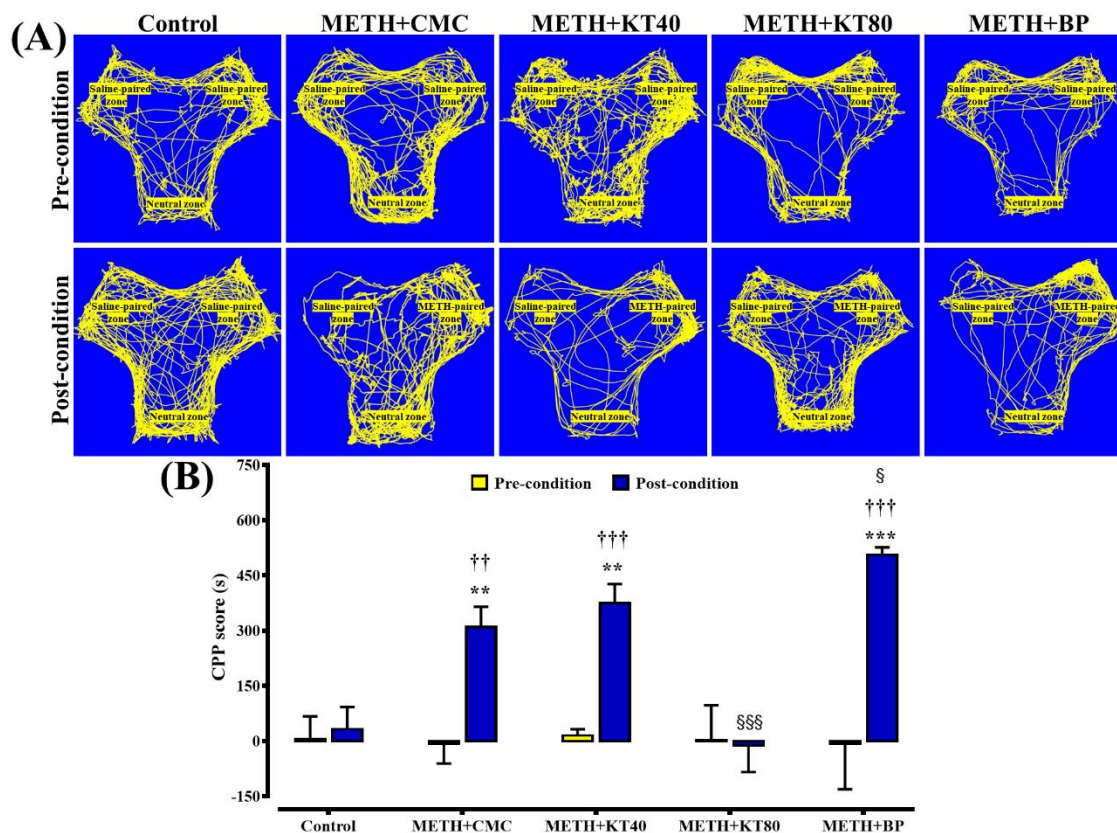 (A)
Control METH+CMC METH+KT40 METH+KT80 METH+BP
Pre-condition
Saline-paired zone Saline-paired zone Neutral zone
Saline-paired zone Saline-paired zone Neutral zone
Saline-paired zone Saline-paired zone Neutral zone
Saline-paired zone Saline-paired zone Neutral zone
Saline-paired zone Saline-paired zone Neutral zone
Post-condition
Saline-paired zone Saline-paired zone Neutral zone
Saline-paired zone METH-paired zone Neutral zone
Saline-paired zone METH-paired zone Neutral zone
Saline-paired zone METH-paired zone Neutral zone
Saline-paired zone METH-paired zone Neutral zone
(B)
Pre-condition Post-condition
CPP score (s)
750
600
450
300
150
0
-150
††
**
†††
**
§§§
§
†††
***
Control METH+CMC METH+KT40 METH+KT80 METH+BP